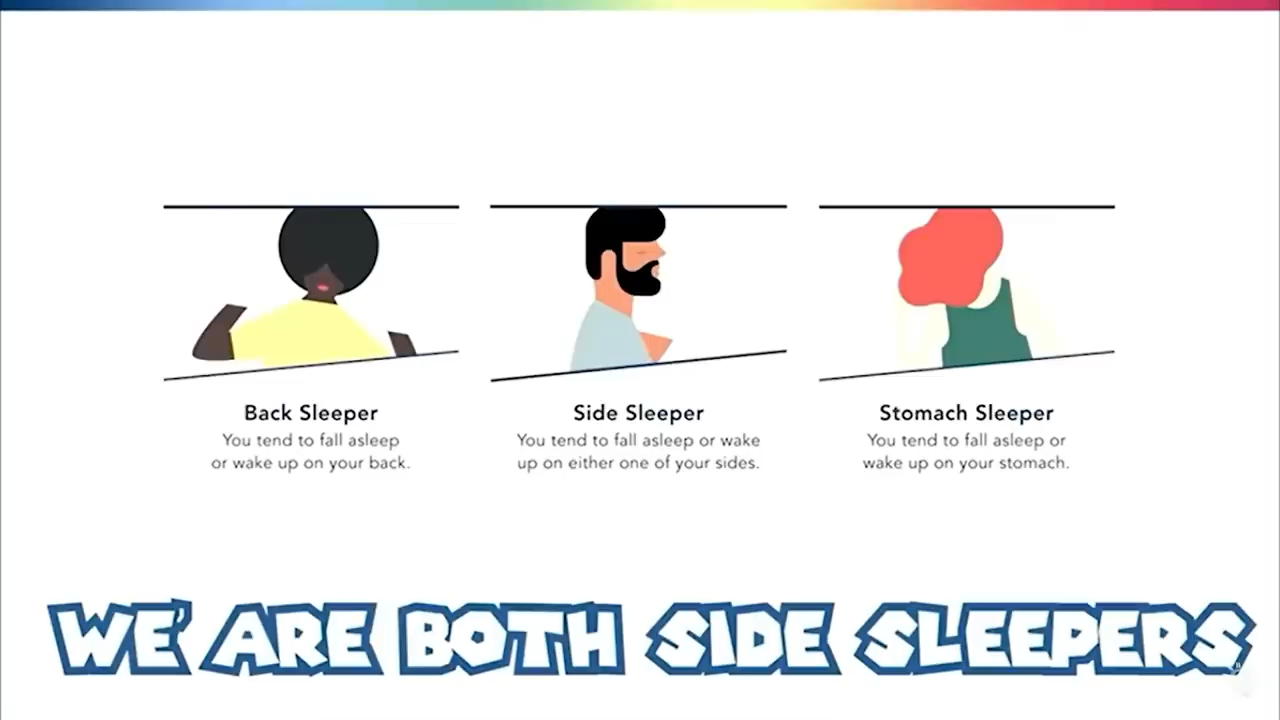 Back Sleeper
You tend to fall asleep
or wake up on your back.
Side Sleeper
You tend to fall asleep or wake
up on either one of your sides.
Stomach Sleeper
You tend to fall asleep or
wake up on your stomach.
WE' ARE BOTH SIDE SLEEPERS